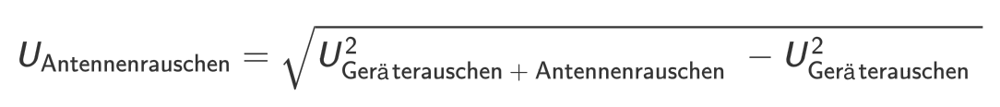 U_Antennenrauschen = √(U²_Geräterauschen + Antennenrauschen − U²_Geräterauschen)